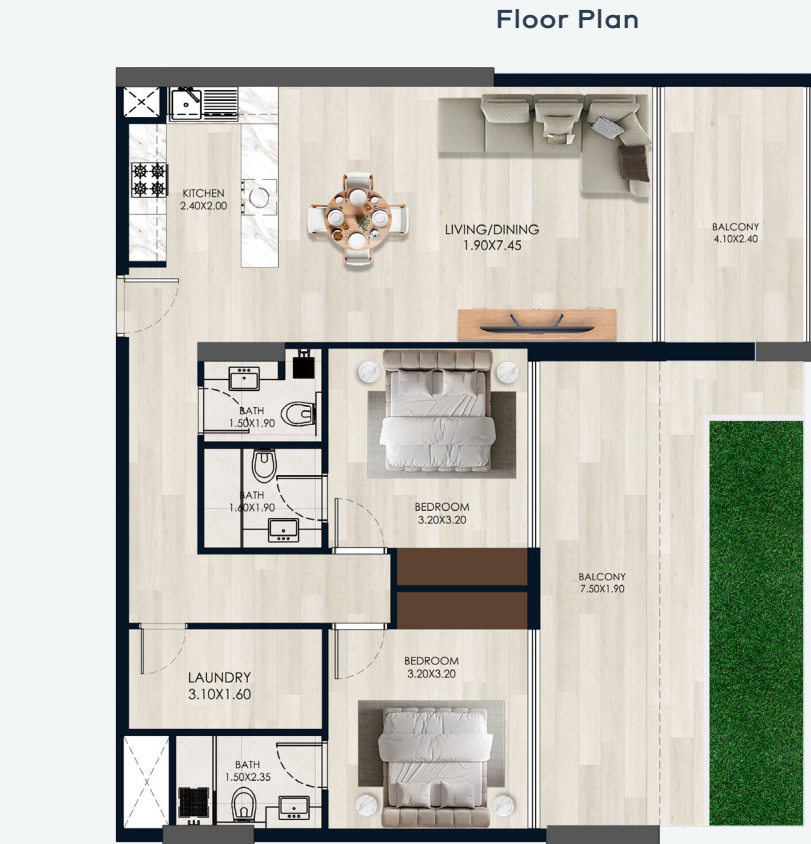 Floor Plan
KITCHEN
2.40X2.00
LIVING/DINING
1.90X7.45
BALCONY
4.10X2.40
BATH
1.50X1.90
BATH
1.60X1.90
BEDROOM
3.20X3.20
BALCONY
7.50X1.90
BEDROOM
3.20X3.20
LAUNDRY
3.10X1.60
BATH
1.50X2.35